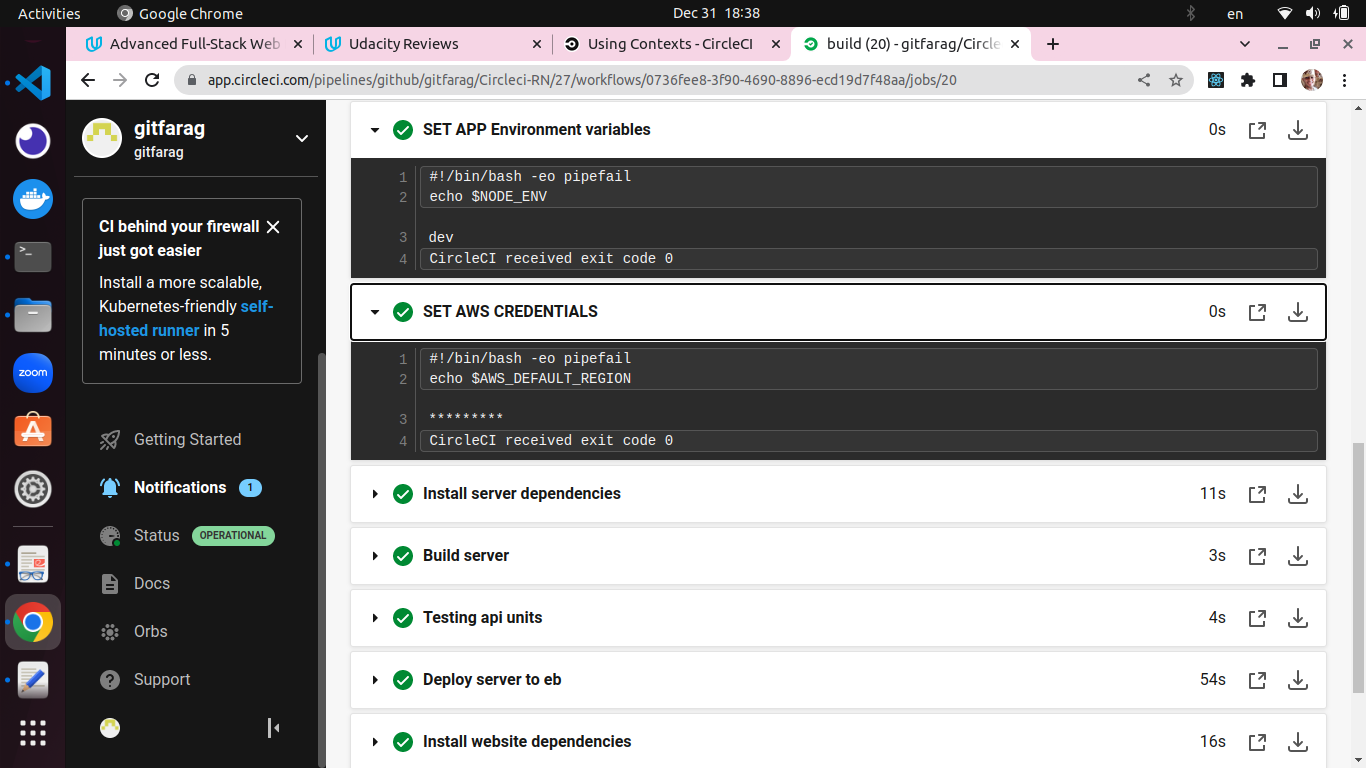 Activities
Google Chrome
Dec 31 18:38
en
Advanced Full-Stack Web
Udacity Reviews
Using Contexts - CircleCI
build (20) - gitfarag/Circle
app.circleci.com/pipelines/github/gitfarag/Circleci-RN/27/workflows/0736fee8-3f90-4690-8896-ecd19d7f48aa/jobs/20
gitfarag
gitfarag
CI behind your firewall
just got easier
Install a more scalable,
Kubernetes-friendly self-
hosted runner in 5
minutes or less.
zoom
Getting Started
Notifications 1
Status OPERATIONAL
Docs
Orbs
Support
SET APP Environment variables 0s
1 #!/bin/bash -eo pipefail
2 echo $NODE_ENV
3 dev
4 CircleCI received exit code 0
SET AWS CREDENTIALS 0s
1 #!/bin/bash -eo pipefail
2 echo $AWS_DEFAULT_REGION
3 *********
4 CircleCI received exit code 0
Install server dependencies 11s
Build server 3s
Testing api units 4s
Deploy server to eb 54s
Install website dependencies 16s